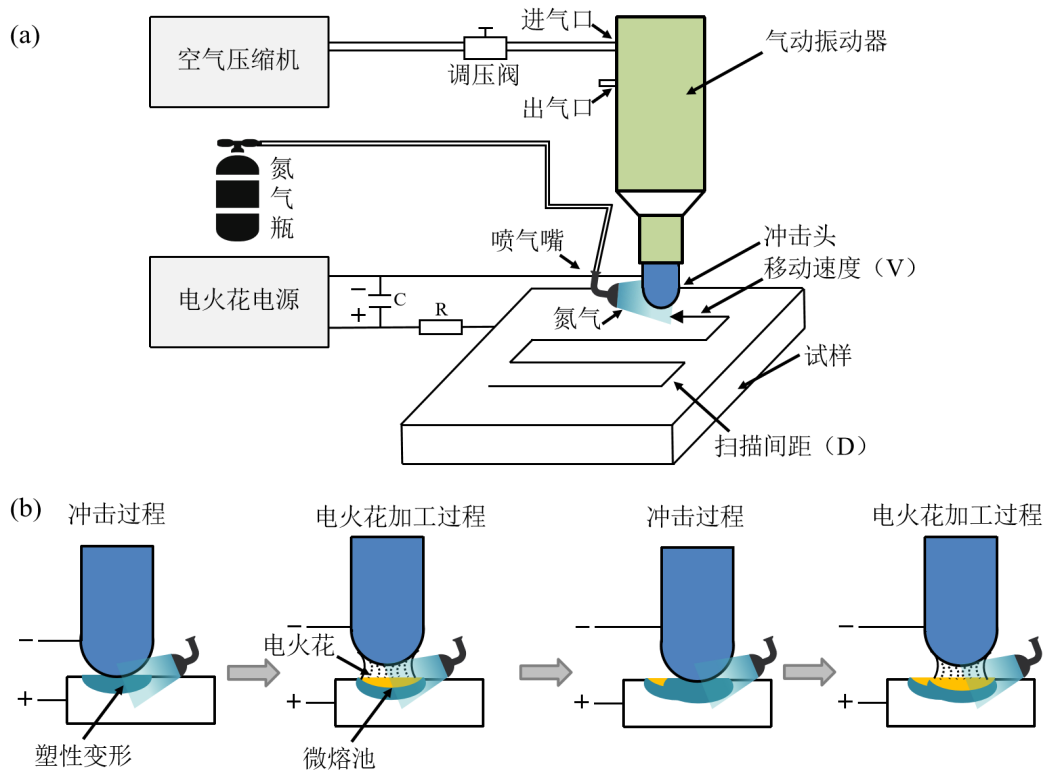 (a)
空气压缩机
调压阀
进气口
出气口
气动振动器
氮
气
瓶
喷气嘴
冲击头
移动速度（V）
电火花电源
−
+
C
R
氮气
试样
扫描间距（D）
(b)
冲击过程
电火花加工过程
冲击过程
电火花加工过程
−
−
−
−
电火花
+
+
+
+
塑性变形
微熔池